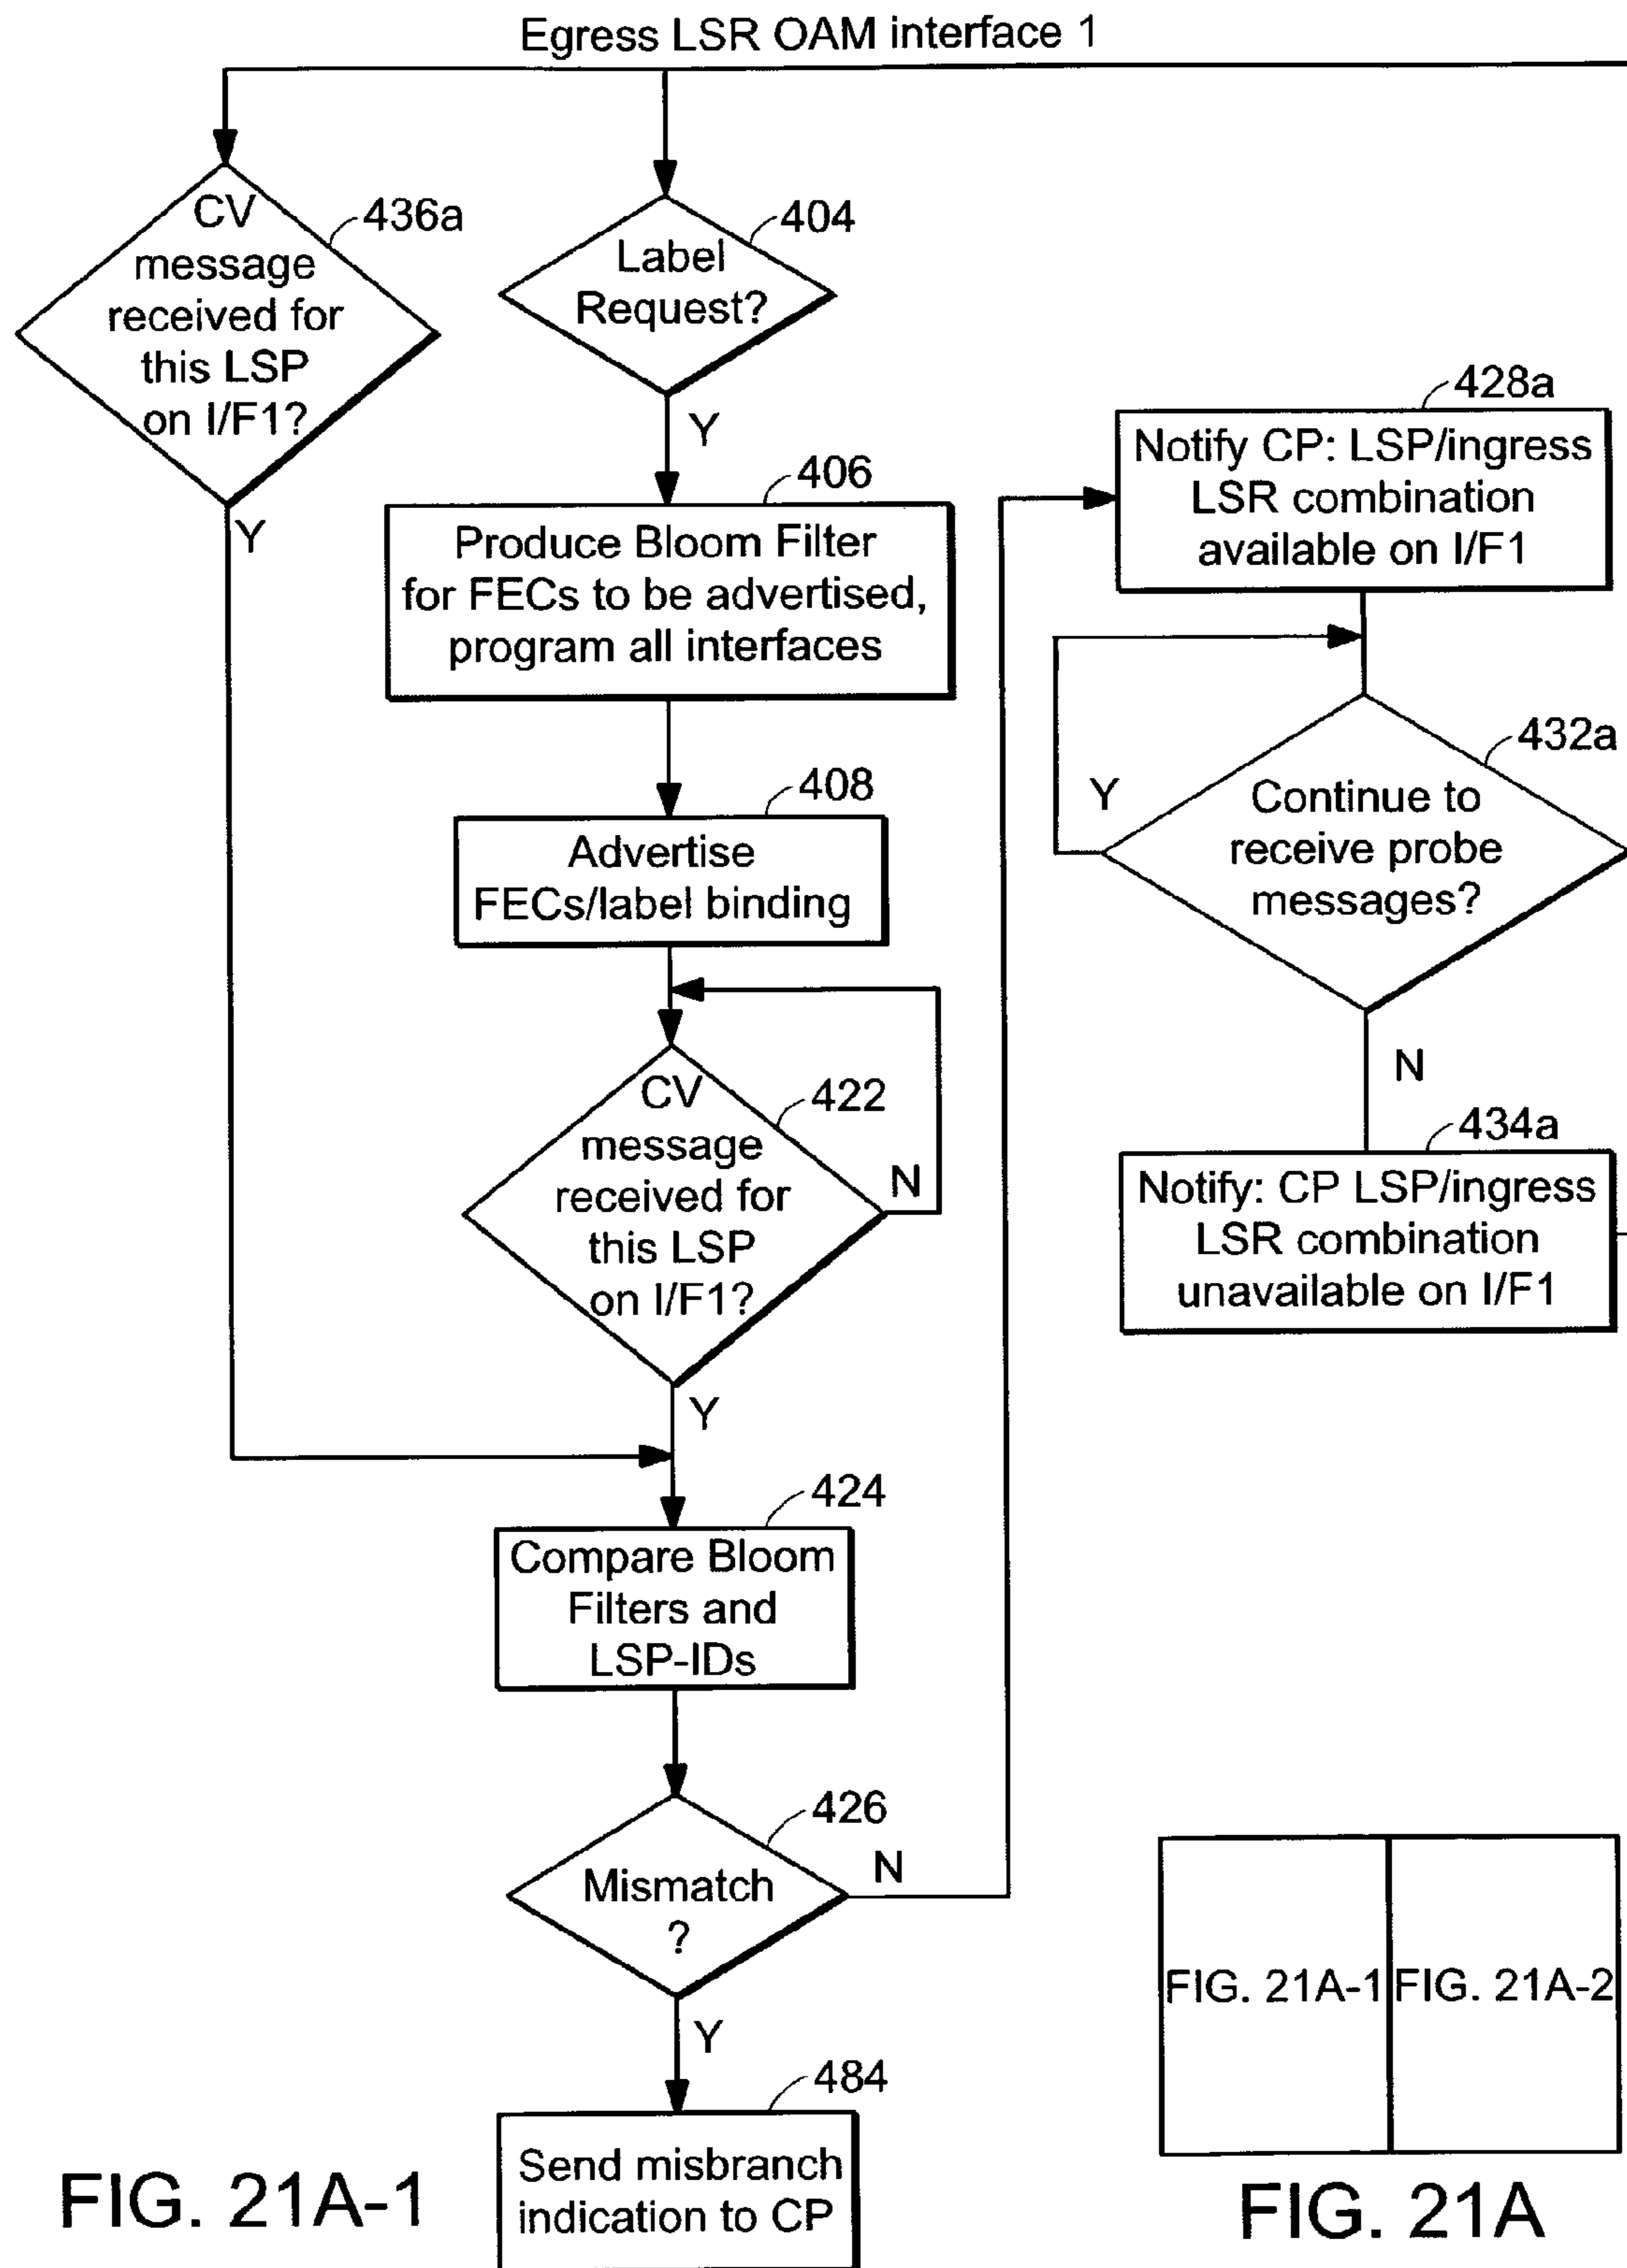 Egress LSR OAM interface 1
CV
message
received for
this LSP
on I/F1?
436a
Y
Label
Request?
404
Y
406
Produce Bloom Filter
for FECs to be advertised,
program all interfaces
408
Advertise
FECs/label binding
CV
message
received for
this LSP
on I/F1?
422
N
Y
424
Compare Bloom
Filters and
LSP-IDs
426
Mismatch
?
N
Y
484
Send misbranch
indication to CP
428a
Notify CP: LSP/ingress
LSR combination
available on I/F1
432a
Continue to
receive probe
messages?
Y
N
434a
Notify: CP LSP/ingress
LSR combination
unavailable on I/F1
FIG. 21A-1
FIG. 21A-2
FIG. 21A-1
FIG. 21A